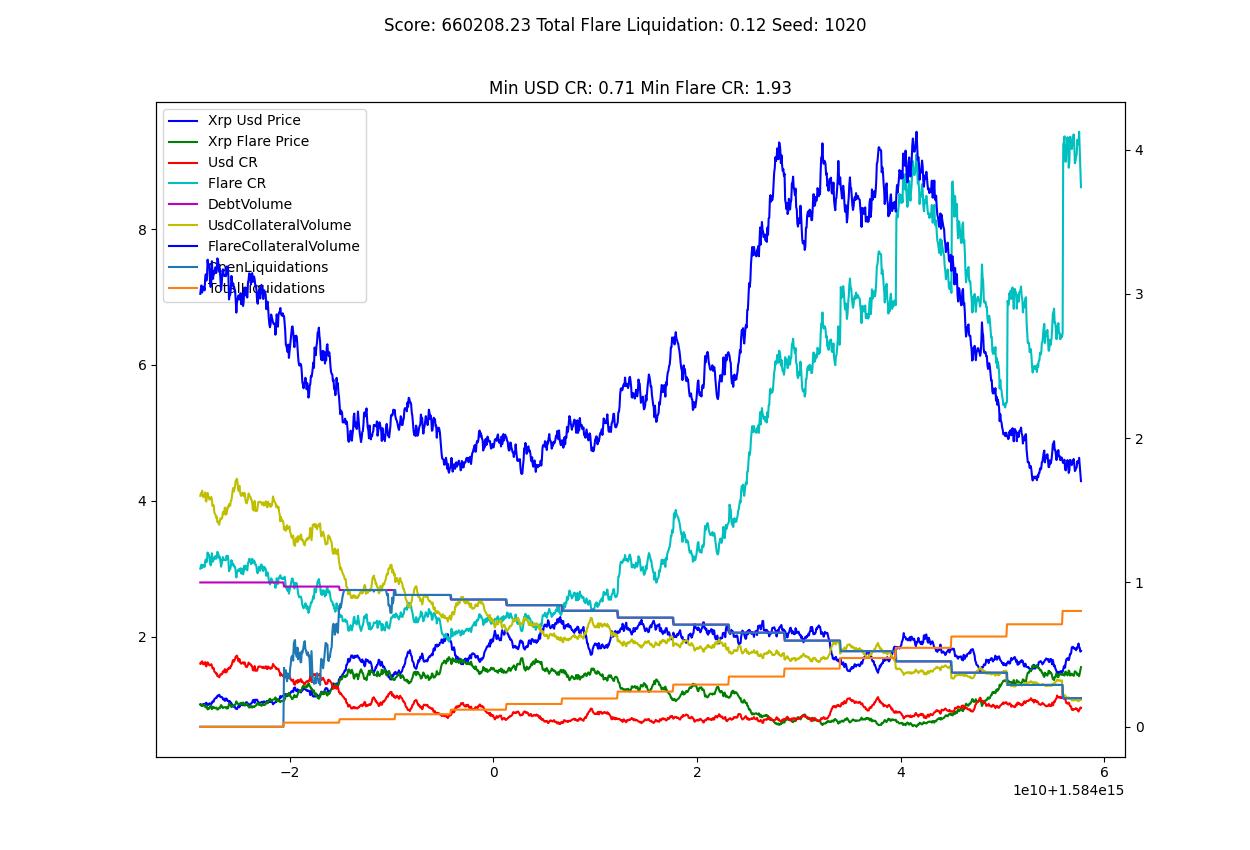 Score: 660208.23 Total Flare Liquidation: 0.12 Seed: 1020
Min USD CR: 0.71 Min Flare CR: 1.93
Xrp Usd Price
Xrp Flare Price
Usd CR
Flare CR
DebtVolume
UsdCollateralVolume
FlareCollateralVolume
OpenLiquidations
TotalLiquidations
8
6
4
2
4
3
2
1
0
−2
0
2
4
6
1e10+1.584e15